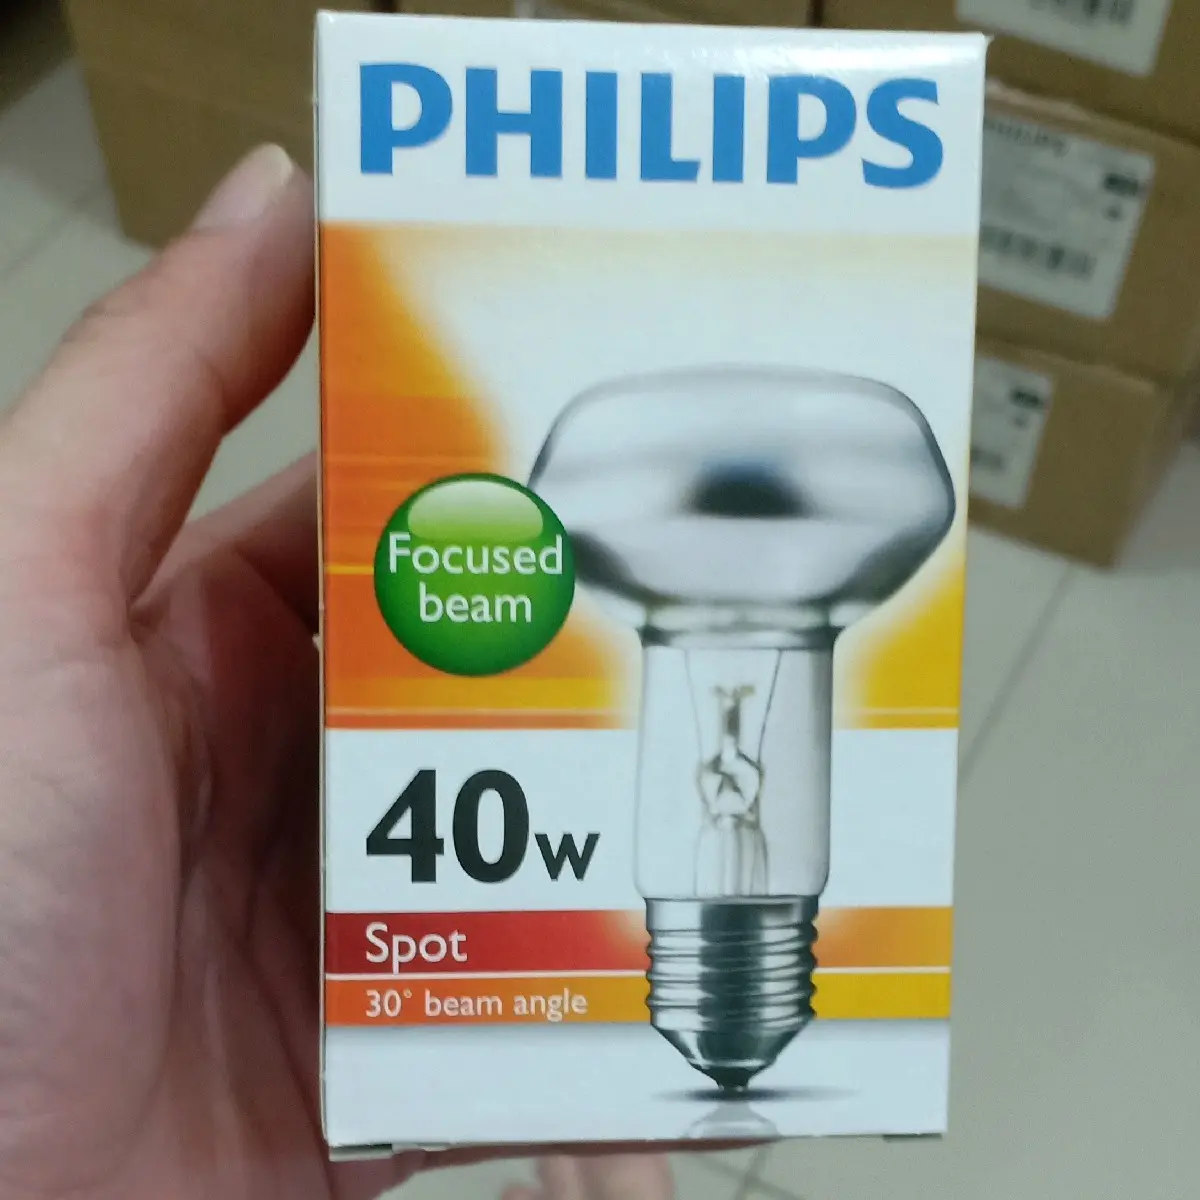 PHILIPS
Focused
beam
40w
Spot
30° beam angle